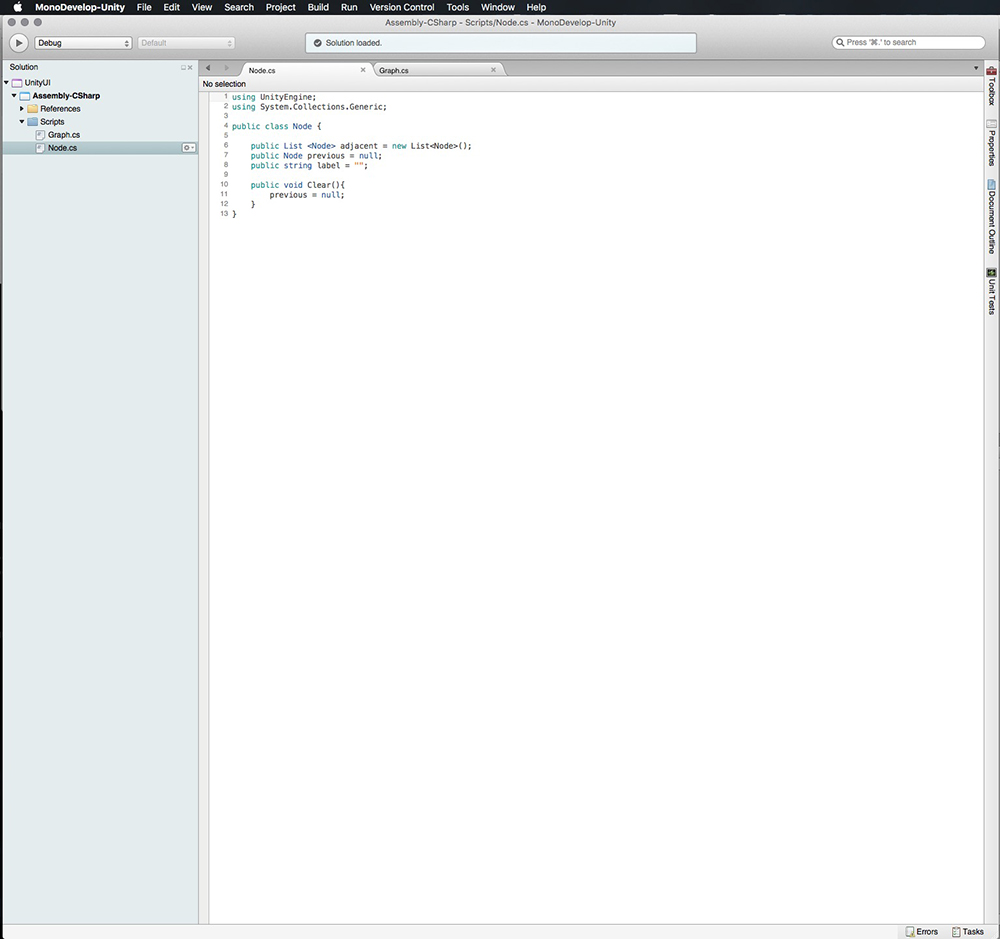 MonoDevelop-Unity File Edit View Search Project Build Run Version Control Tools Window Help
Assembly-CSharp - Scripts/Node.cs - MonoDevelop-Unity
Debug Default Solution loaded. Press '⌘.' to search
Solution
UnityUI
Assembly-CSharp
References
Scripts
Graph.cs
Node.cs
Node.cs Graph.cs
No selection
1 using UnityEngine;
2 using System.Collections.Generic;
3
4 public class Node {
5
6 public List <Node> adjacent = new List<Node>();
7 public Node previous = null;
8 public string label = "";
9
10 public void Clear(){
11 previous = null;
12 }
13 }
Toolbox
Properties
Document Outline
Unit Tests
Errors Tasks